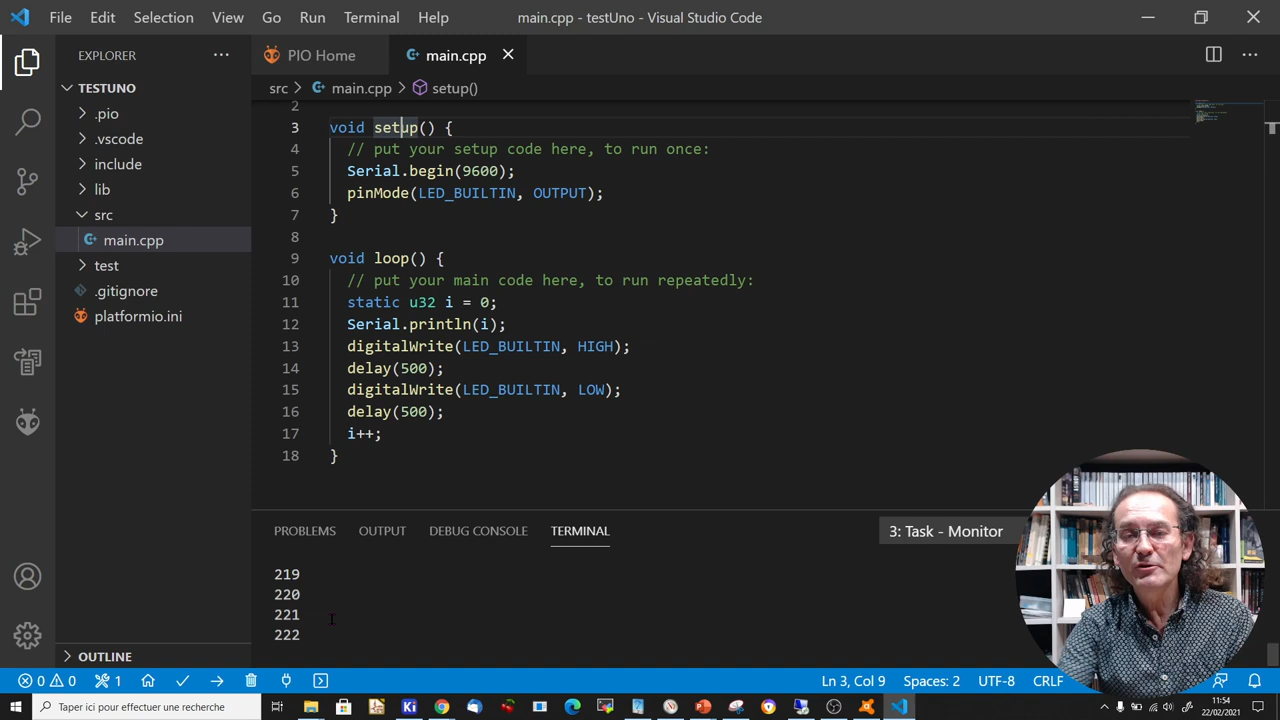 File Edit Selection View Go Run Terminal Help main.cpp - testUno - Visual Studio Code
EXPLORER ...
PIO Home
main.cpp
TESTUNO
src > main.cpp > setup()
.pio
.vscode
include
lib
src
main.cpp
test
.gitignore
platformio.ini
2
3 void setup() {
4 // put your setup code here, to run once:
5 Serial.begin(9600);
6 pinMode(LED_BUILTIN, OUTPUT);
7 }
8
9 void loop() {
10 // put your main code here, to run repeatedly:
11 static u32 i = 0;
12 Serial.println(i);
13 digitalWrite(LED_BUILTIN, HIGH);
14 delay(500);
15 digitalWrite(LED_BUILTIN, LOW);
16 delay(500);
17 i++;
18 }
PROBLEMS OUTPUT DEBUG CONSOLE TERMINAL 3: Task - Monitor
219
220
221
222
OUTLINE
0 0 1 Ln 3, Col 9 Spaces: 2 UTF-8 CRLF
Taper ici pour effectuer une recherche
Ki
11:54
22/02/2021